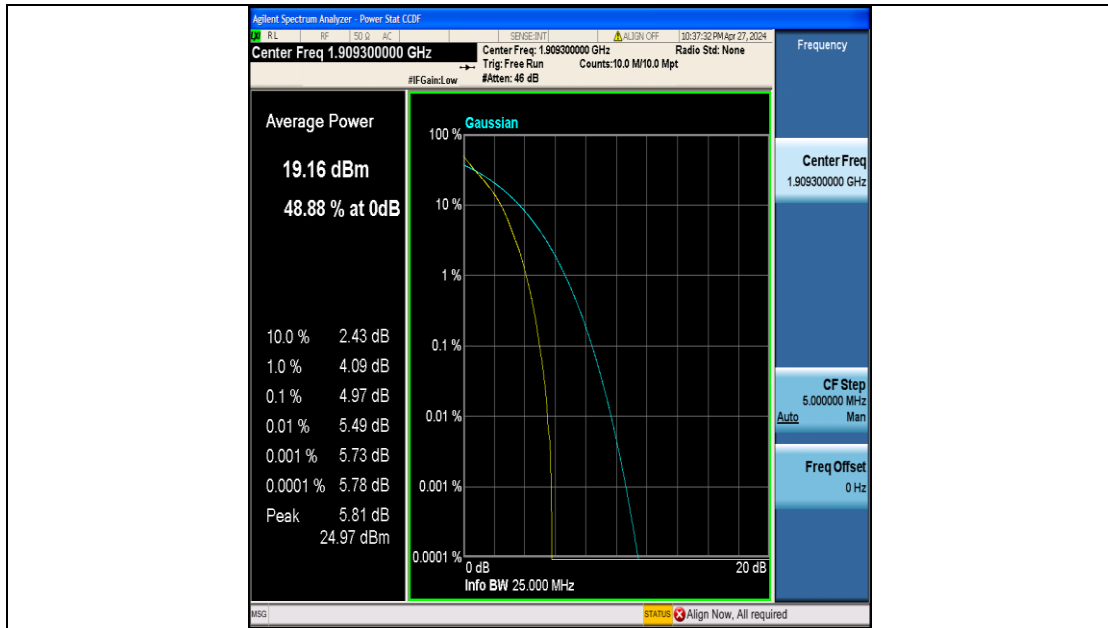 Agilent Spectrum Analyzer - Power Stat CCDF
RL RF 50 Ω AC SENSE:INT ALIGN OFF 10:37:32 PM Apr 27, 2024
Center Freq 1.909300000 GHz
Center Freq: 1.909300000 GHz Radio Std: None
Trig: Free Run Counts:10.0 M/10.0 Mpt
#IFGain:Low #Atten: 46 dB
Frequency
Average Power
19.16 dBm
48.88 % at 0dB
10.0 % 2.43 dB
1.0 % 4.09 dB
0.1 % 4.97 dB
0.01 % 5.49 dB
0.001 % 5.73 dB
0.0001 % 5.78 dB
Peak 5.81 dB
24.97 dBm
Gaussian
100 %
10 %
1 %
0.1 %
0.01 %
0.001 %
0.0001 %
0 dB 20 dB
Info BW 25.000 MHz
Center Freq
1.909300000 GHz
CF Step
5.000000 MHz
Auto Man
Freq Offset
0 Hz
MSG STATUS Align Now, All required